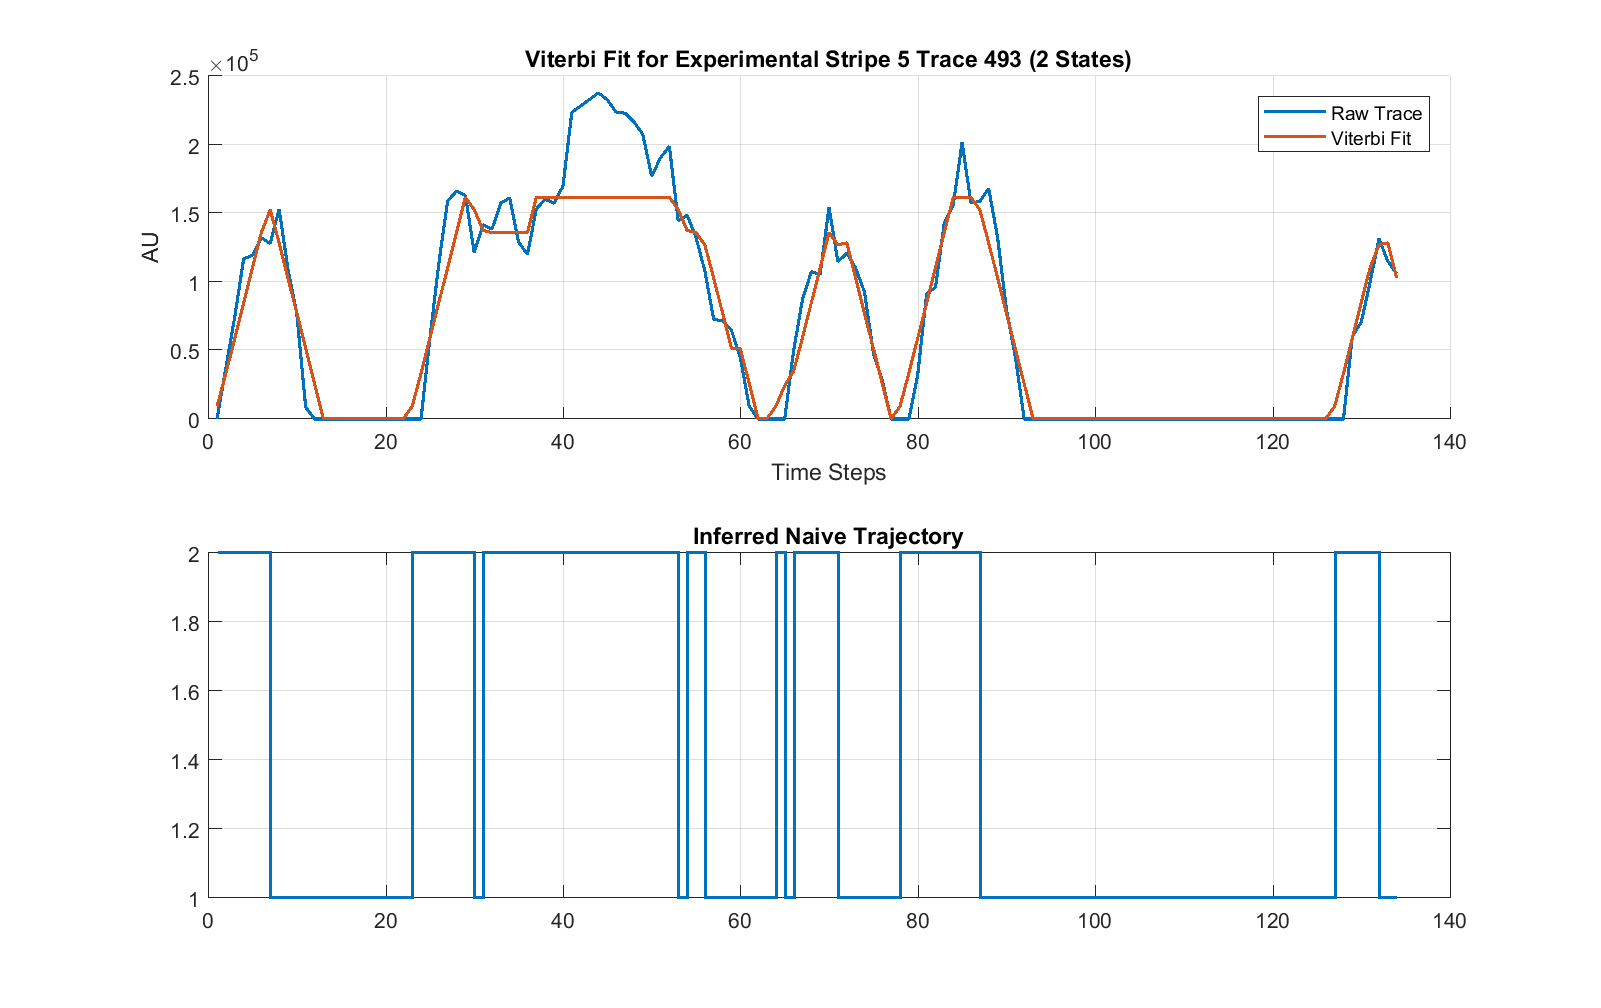 Viterbi Fit for Experimental Stripe 5 Trace 493 (2 States)
×10^5
2.5
2
1.5
1
0.5
0
AU
Raw Trace
Viterbi Fit
0 20 40 60 80 100 120 140
Time Steps
Inferred Naive Trajectory
2
1.8
1.6
1.4
1.2
1
0 20 40 60 80 100 120 140